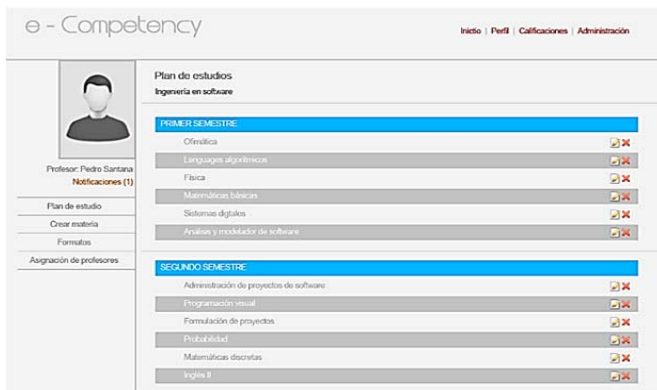 e - Competency
Inicio | Perfil | Calificaciones | Administración
Profesor: Pedro Santana
Notificaciones (1)
Plan de estudio
Crear materia
Formatos
Asignación de profesores
Plan de estudios
Ingeniería en software
PRIMER SEMESTRE
Ofimática
Lenguages algorítmicos
Física
Matemáticas básicas
Sistemas digitales
Análisis y modelador de software
SEGUNDO SEMESTRE
Administración de proyectos de software
Programación visual
Formulación de proyectos
Probabilidad
Matemáticas discretas
Inglés II